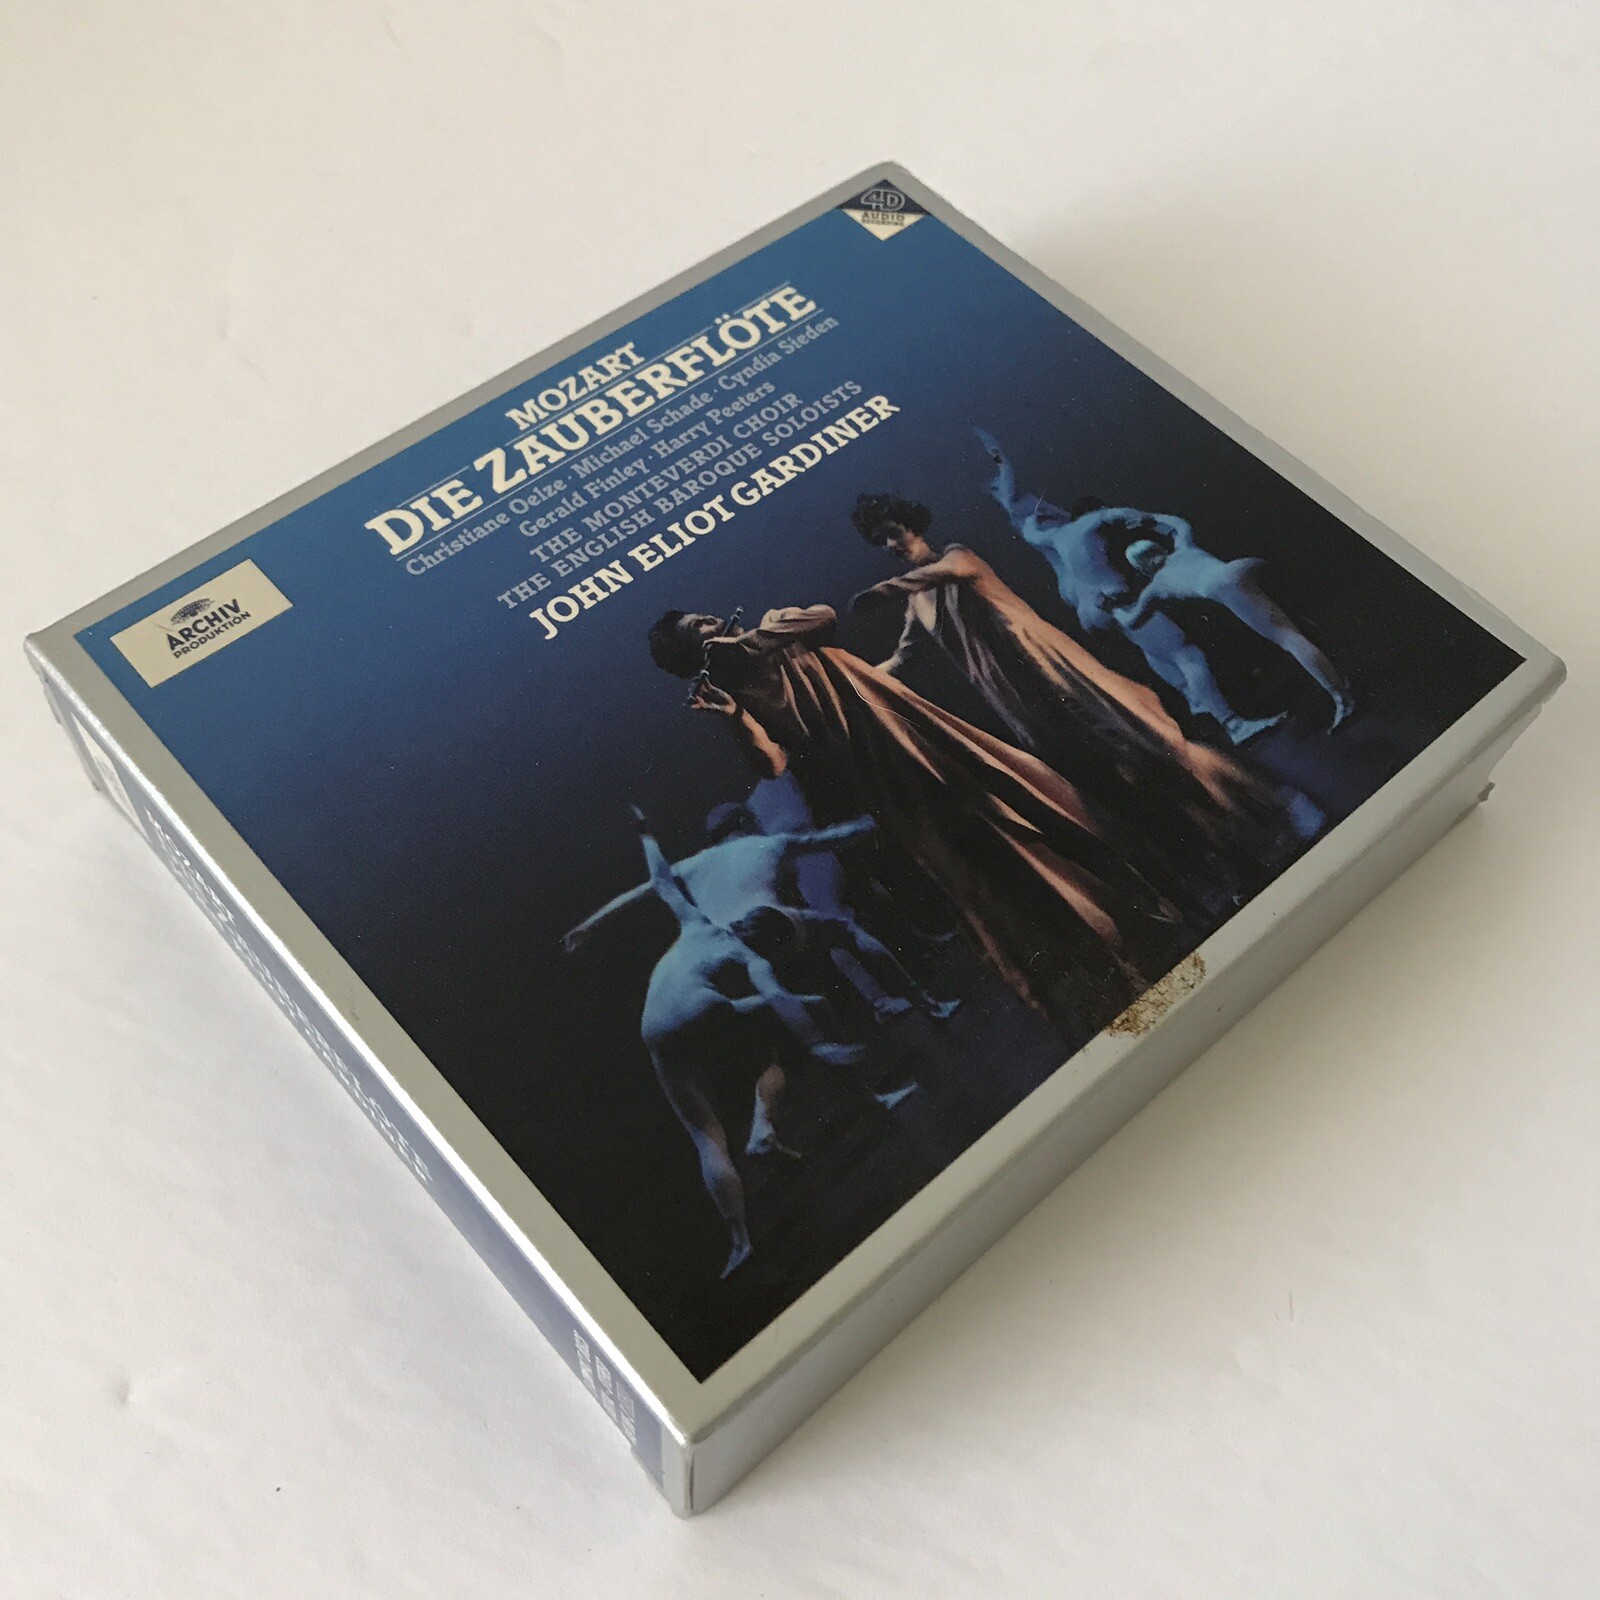 4D
AUDIO
RECORDING
MOZART
DIE ZAUBERFLÖTE
Christiane Oelze · Michael Schade · Cyndia Sieden
Gerald Finley · Harry Peeters
THE MONTEVERDI CHOIR
THE ENGLISH BAROQUE SOLOISTS
JOHN ELIOT GARDINER
ARCHIV
PRODUKTION